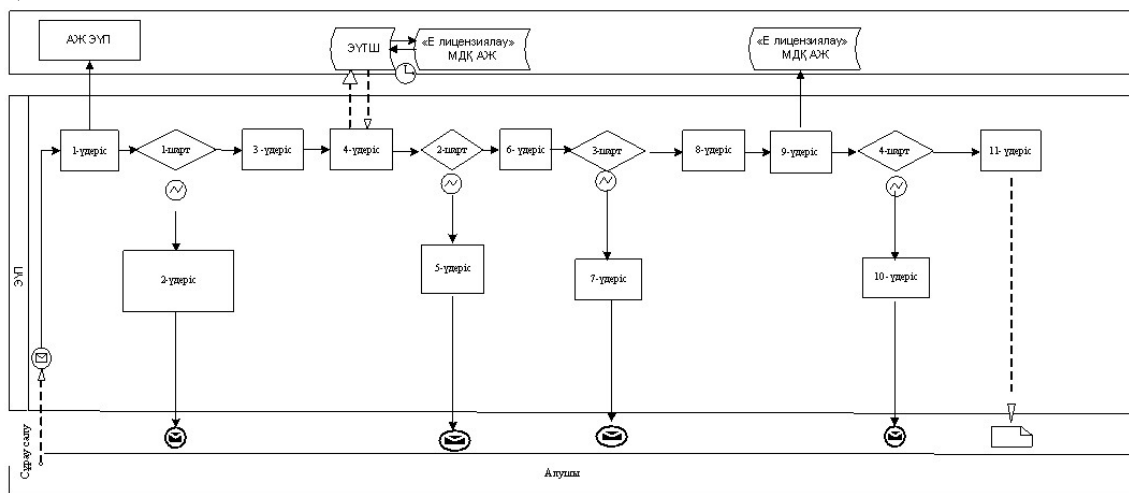 АЖ ЭҮП
ЭҮТШ
«Е лицензиялау»
МДҚ АЖ
«Е лицензиялау»
МДҚ АЖ
ЭҮП
1-үдеріс
1-шарт
3 -үдеріс
4-үдеріс
2-шарт
6- үдеріс
3-шарт
8-үдеріс
9-үдеріс
4-шарт
11- үдеріс
2-үдеріс
5-үдеріс
7-үдеріс
10- үдеріс
Сұрау салу
Алушы